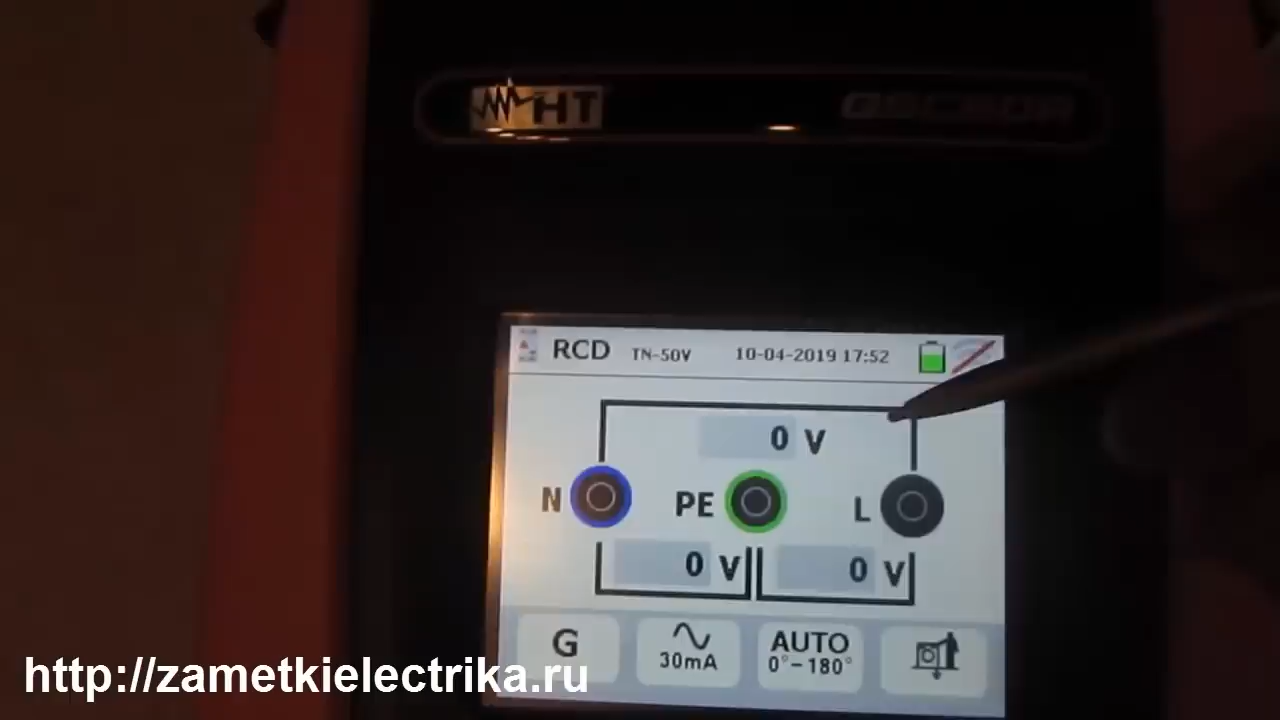 HT
RCD TN-50V 10-04-2019 17:52
0 V
N PE L
0 V 0 V
G 30mA AUTO
0°-180°
http://zametkielectrika.ru